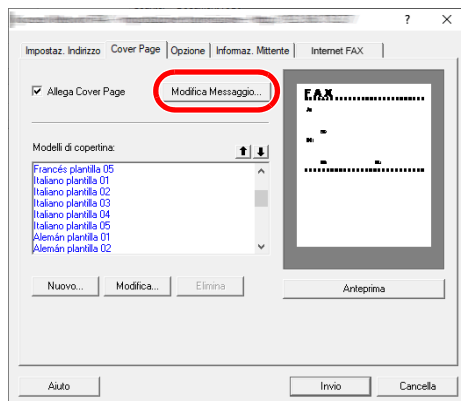 ? ×
Impostaz. Indirizzo Cover Page Opzione Informaz. Mittente Internet FAX
Allega Cover Page Modifica Messaggio...
FAX
Modelli di copertina:
Francés plantilla 05
Italiano plantilla 01
Italiano plantilla 02
Italiano plantilla 03
Italiano plantilla 04
Italiano plantilla 05
Alemán plantilla 01
Alemán plantilla 02
Nuovo... Modifica... Elimina Anteprima
Aiuto Invio Cancella